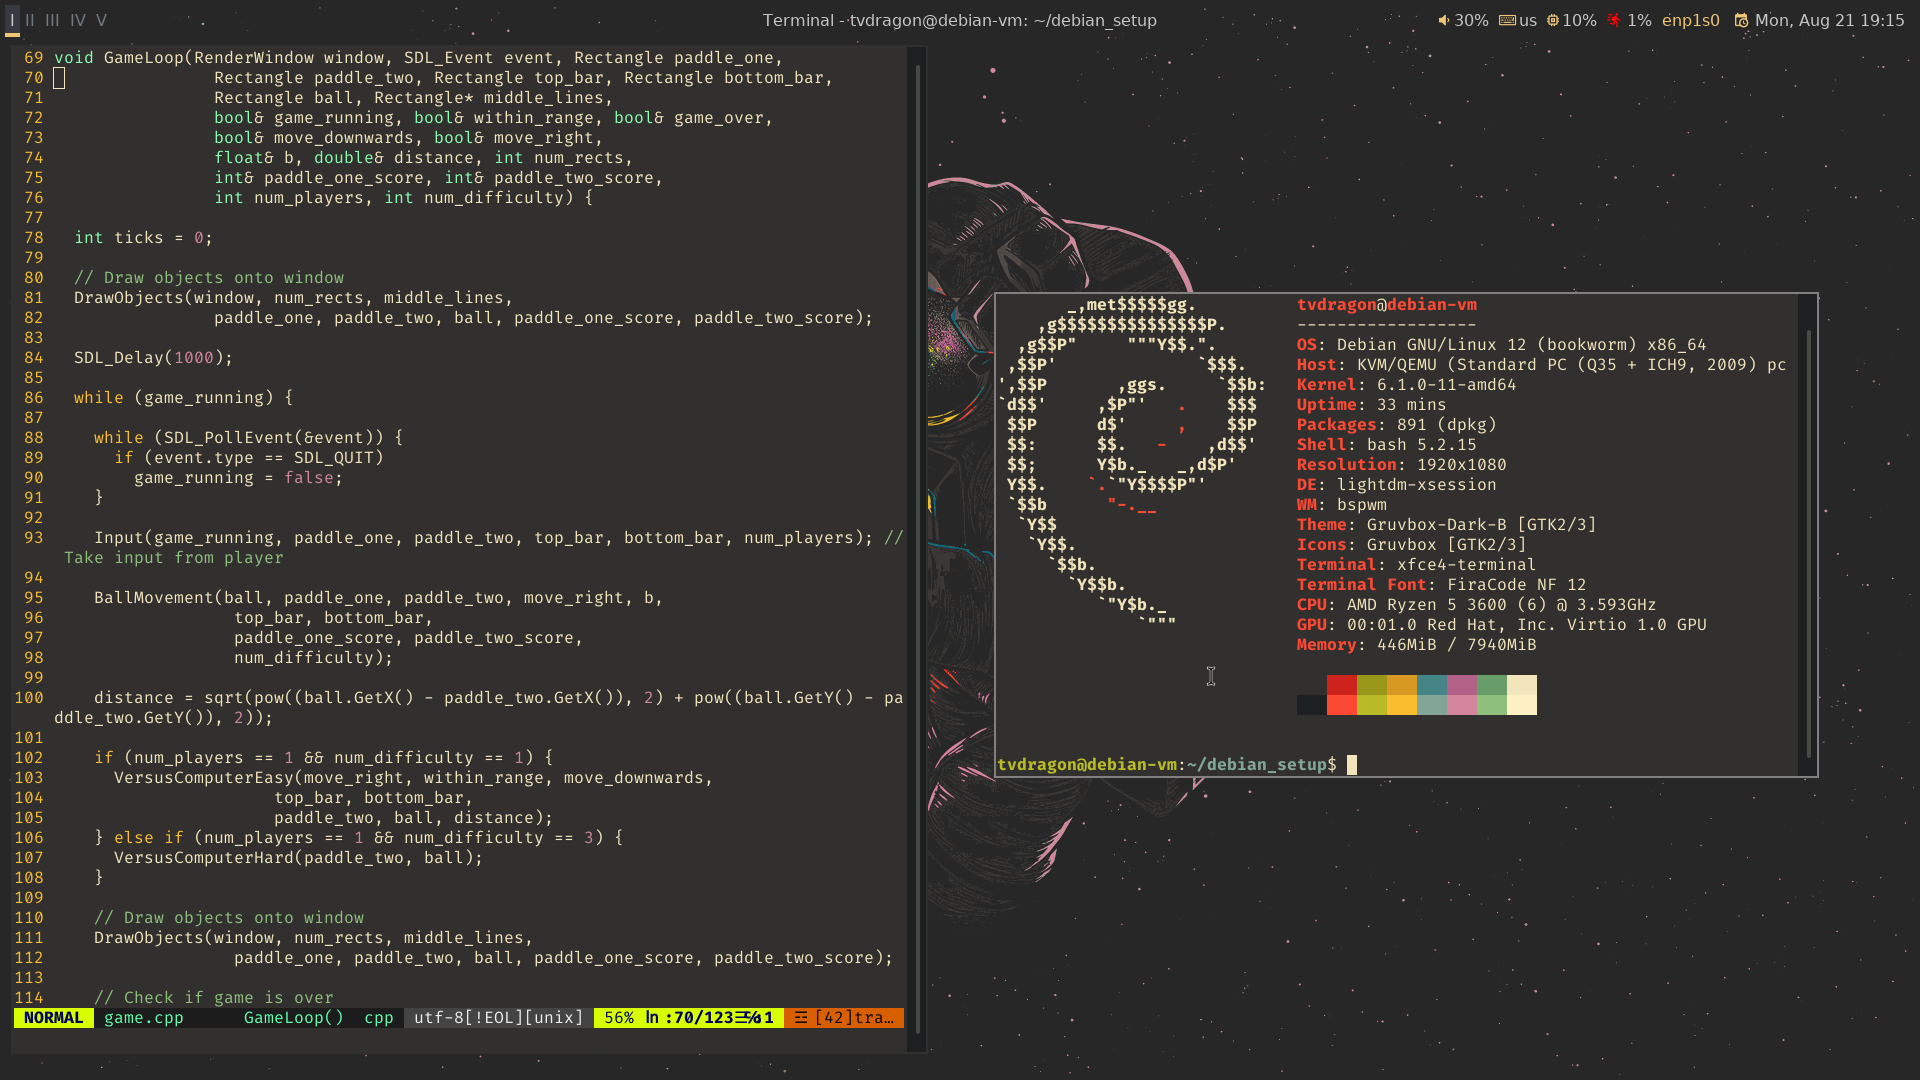 I II III IV V
Terminal - tvdragon@debian-vm: ~/debian_setup
30% us 10% 1% enp1s0 Mon, Aug 21 19:15
69 void GameLoop(RenderWindow window, SDL_Event event, Rectangle paddle_one,
70                 Rectangle paddle_two, Rectangle top_bar, Rectangle bottom_bar,
71                 Rectangle ball, Rectangle* middle_lines,
72                 bool& game_running, bool& within_range, bool& game_over,
73                 bool& move_downwards, bool& move_right,
74                 float& b, double& distance, int num_rects,
75                 int& paddle_one_score, int& paddle_two_score,
76                 int num_players, int num_difficulty) {
77
78   int ticks = 0;
79
80   // Draw objects onto window
81   DrawObjects(window, num_rects, middle_lines,
82                 paddle_one, paddle_two, ball, paddle_one_score, paddle_two_score);
83
84   SDL_Delay(1000);
85
86   while (game_running) {
87
88     while (SDL_PollEvent(&event)) {
89       if (event.type == SDL_QUIT)
90         game_running = false;
91     }
92
93     Input(game_running, paddle_one, paddle_two, top_bar, bottom_bar, num_players); //
 Take input from player
94
95     BallMovement(ball, paddle_one, paddle_two, move_right, b,
96                   top_bar, bottom_bar,
97                   paddle_one_score, paddle_two_score,
98                   num_difficulty);
99
100     distance = sqrt(pow((ball.GetX() - paddle_two.GetX()), 2) + pow((ball.GetY() - pa
ddle_two.GetY()), 2));
101
102     if (num_players == 1 && num_difficulty == 1) {
103       VersusComputerEasy(move_right, within_range, move_downwards,
104                       top_bar, bottom_bar,
105                       paddle_two, ball, distance);
106     } else if (num_players == 1 && num_difficulty == 3) {
107       VersusComputerHard(paddle_two, ball);
108     }
109
110     // Draw objects onto window
111     DrawObjects(window, num_rects, middle_lines,
112                   paddle_one, paddle_two, ball, paddle_one_score, paddle_two_score);
113
114     // Check if game is over
NORMAL game.cpp GameLoop() cpp utf-8[!EOL][unix] 56% ln :70/123☰℅:1 ☲ [42]tra…
       _,met$$$$$gg.
    ,g$$$$$$$$$$$$$$$P.
  ,g$$P"     """Y$$.".
 ,$$P'              `$$$.
',$$P       ,ggs.     `$$b:
`d$$'     ,$P"'   .    $$$
 $$P      d$'     ,    $$P
 $$:      $$.   -    ,d$$'
 $$;      Y$b._   _,d$P'
 Y$$.    `.`"Y$$$$P"'
 `$$b      "-.__
  `Y$$
   `Y$$.
     `$$b.
       `Y$$b.
          `"Y$b._
              `"""
tvdragon@debian-vm
------------------
OS: Debian GNU/Linux 12 (bookworm) x86_64
Host: KVM/QEMU (Standard PC (Q35 + ICH9, 2009) pc
Kernel: 6.1.0-11-amd64
Uptime: 33 mins
Packages: 891 (dpkg)
Shell: bash 5.2.15
Resolution: 1920x1080
DE: lightdm-xsession
WM: bspwm
Theme: Gruvbox-Dark-B [GTK2/3]
Icons: Gruvbox [GTK2/3]
Terminal: xfce4-terminal
Terminal Font: FiraCode NF 12
CPU: AMD Ryzen 5 3600 (6) @ 3.593GHz
GPU: 00:01.0 Red Hat, Inc. Virtio 1.0 GPU
Memory: 446MiB / 7940MiB
tvdragon@debian-vm:~/debian_setup$